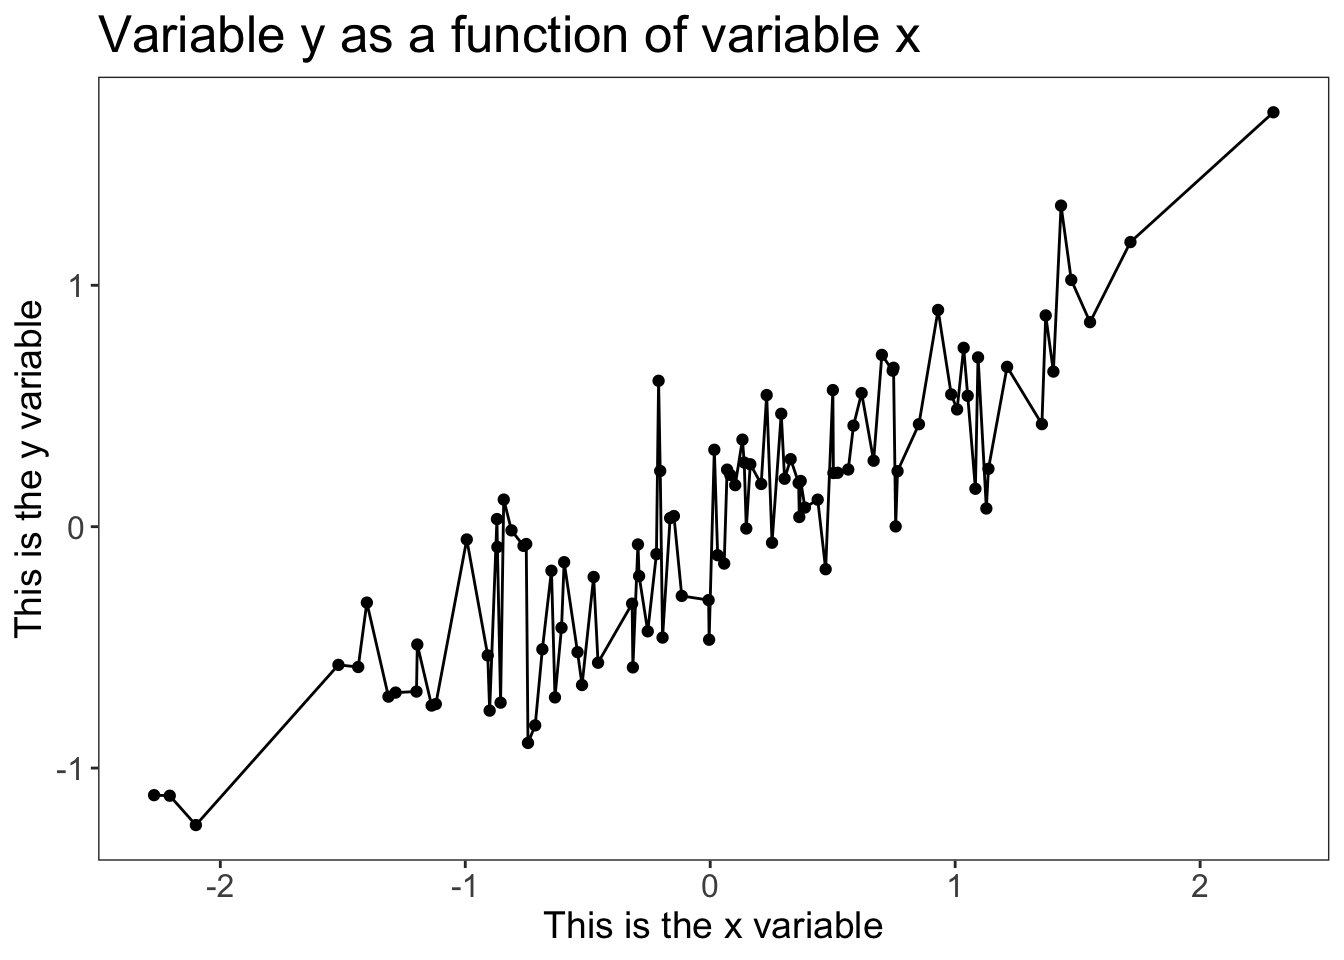 Variable y as a function of variable x
This is the y variable
1
0
-1
-2 -1 0 1 2
This is the x variable